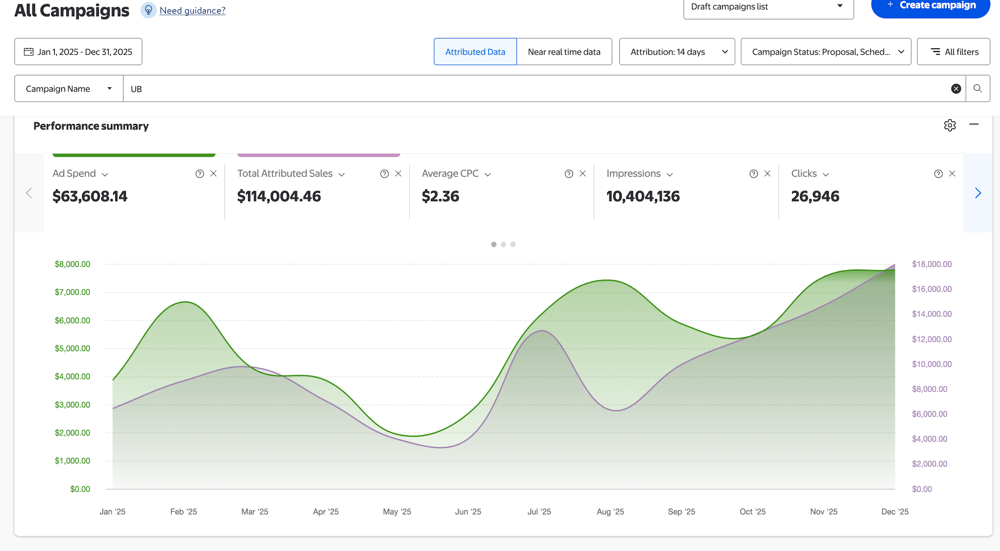 All Campaigns
Need guidance?
Draft campaigns list
+ Create campaign
Jan 1, 2025 - Dec 31, 2025
Attributed Data
Near real time data
Attribution: 14 days
Campaign Status: Proposal, Sched...
All filters
Campaign Name
UB
Performance summary
Ad Spend
Total Attributed Sales
Average CPC
Impressions
Clicks
$63,608.14
$114,004.46
$2.36
10,404,136
26,946
$8,000.00
$7,000.00
$6,000.00
$5,000.00
$4,000.00
$3,000.00
$2,000.00
$1,000.00
$0.00
$18,000.00
$16,000.00
$14,000.00
$12,000.00
$10,000.00
$8,000.00
$6,000.00
$4,000.00
$2,000.00
$0.00
Jan '25
Feb '25
Mar '25
Apr '25
May '25
Jun '25
Jul '25
Aug '25
Sep '25
Oct '25
Nov '25
Dec '25